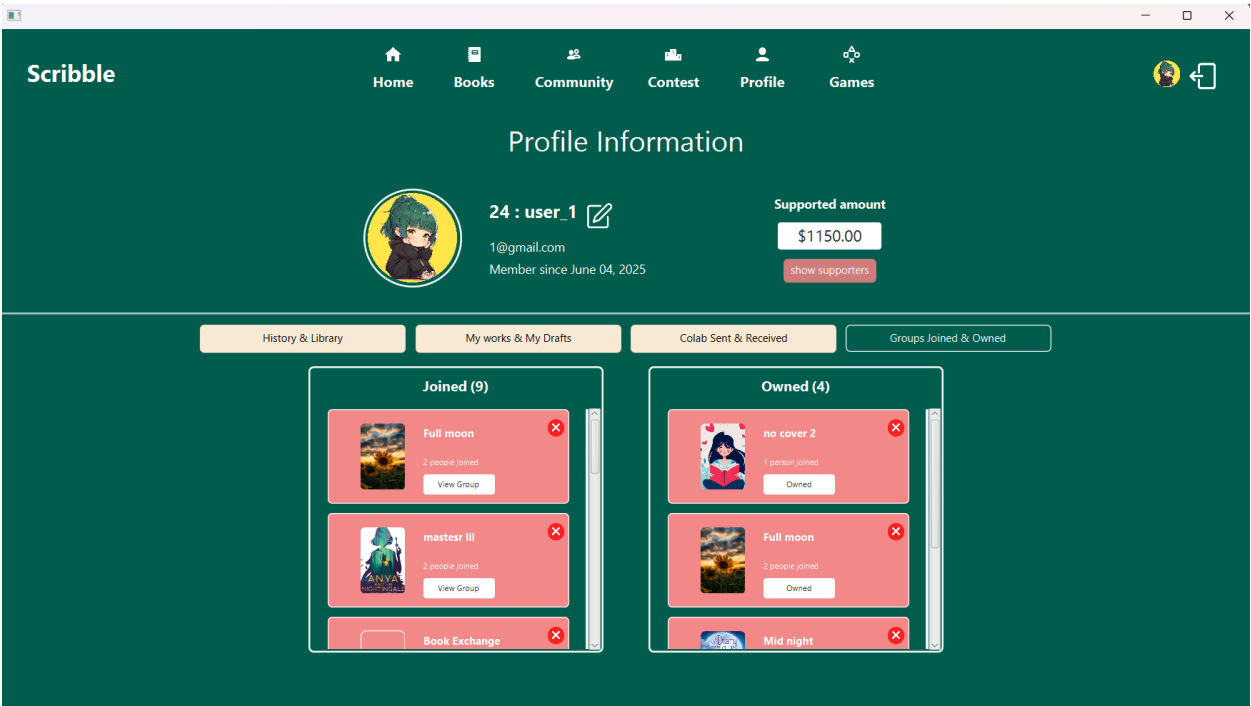 Scribble
Home
Books
Community
Contest
Profile
Games
Profile Information
24 : user_1
1@gmail.com
Member since June 04, 2025
Supported amount
$1150.00
show supporters
History & Library
My works & My Drafts
Colab Sent & Received
Groups Joined & Owned
Joined (9)
Full moon
2 people joined
View Group
mastesr lil
2 people joined
View Group
ANYA
NIGHTINGALE
Book Exchange
Owned (4)
no cover 2
1 person joined
Owned
Full moon
2 people joined
Owned
Mid night